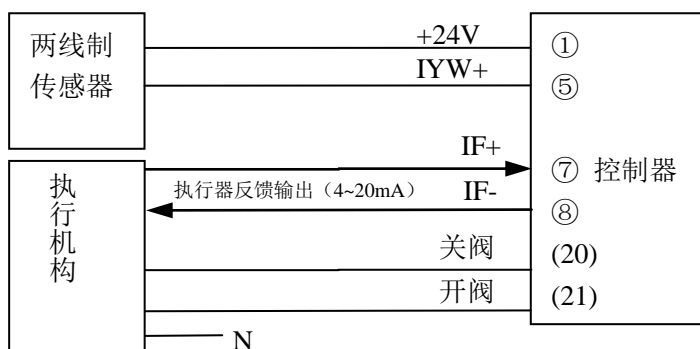 两线制
传感器
+24V
①
IYW+
⑤
执行机构
IF+
⑦ 控制器
执行器反馈输出（4~20mA）
IF-
⑧
关阀
(20)
开阀
(21)
N